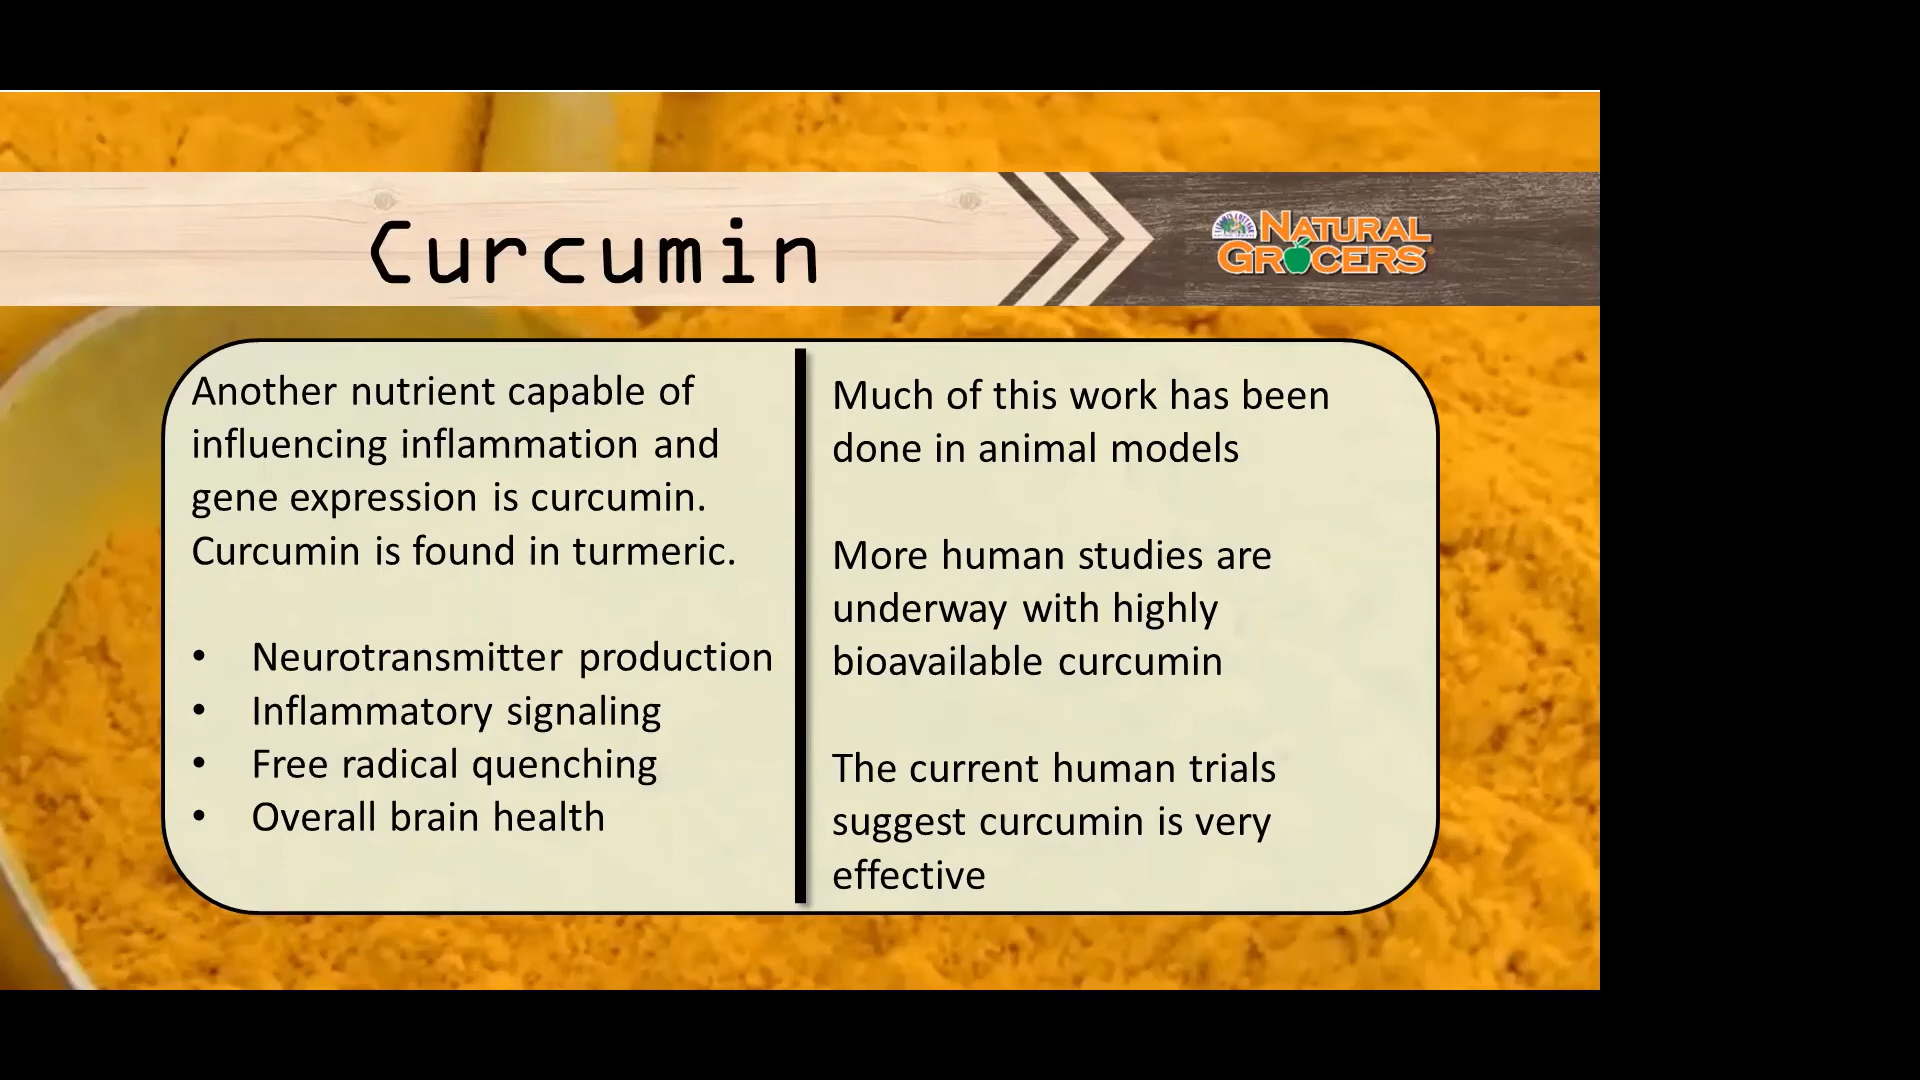 Curcumin
NATURAL
GROCERS
Another nutrient capable of
influencing inflammation and
gene expression is curcumin.
Curcumin is found in turmeric.
• Neurotransmitter production
• Inflammatory signaling
• Free radical quenching
• Overall brain health
Much of this work has been
done in animal models
More human studies are
underway with highly
bioavailable curcumin
The current human trials
suggest curcumin is very
effective